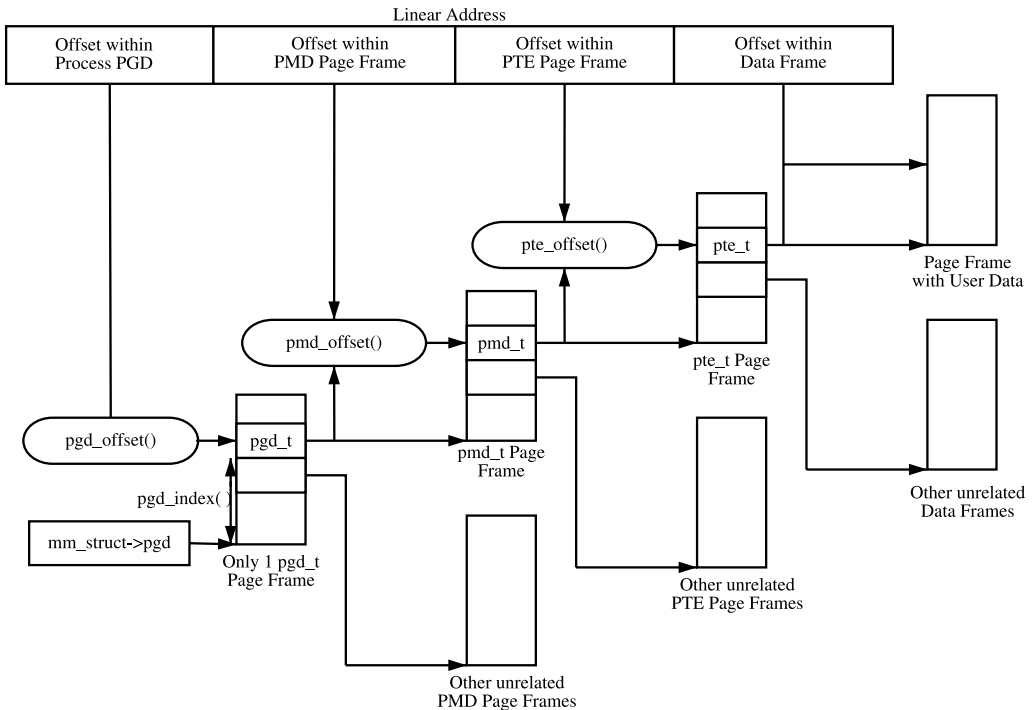 Linear Address
Offset within
Process PGD
Offset within
PMD Page Frame
Offset within
PTE Page Frame
Offset within
Data Frame
pte_offset()
pte_t
Page Frame
with User Data
pmd_offset()
pmd_t
pte_t Page
Frame
pgd_offset()
pgd_t
pmd_t Page
Frame
pgd_index( )
Other unrelated
Data Frames
mm_struct->pgd
Only 1 pgd_t
Page Frame
Other unrelated
PTE Page Frames
Other unrelated
PMD Page Frames